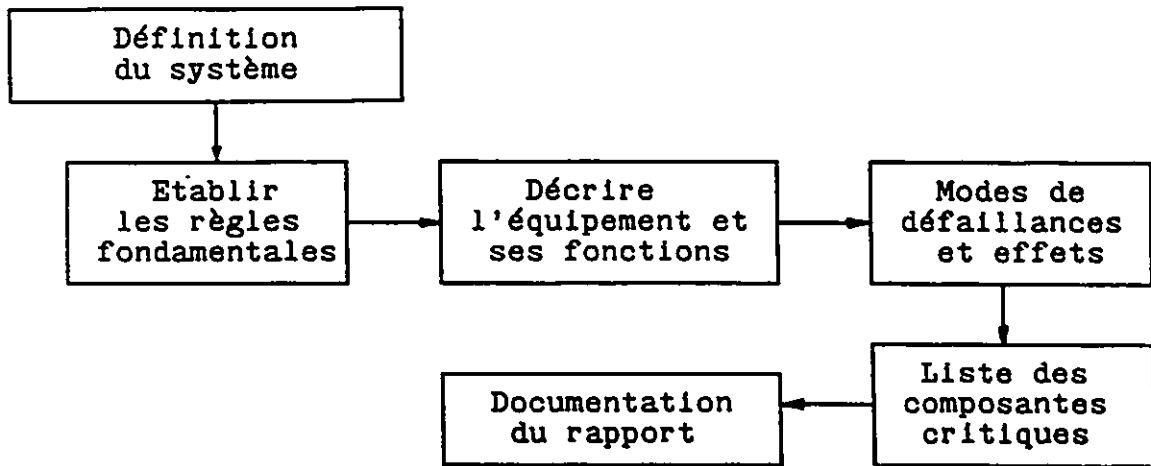 Définition
du système
Etablir
les règles
fondamentales
Décrire
l'équipement et
ses fonctions
Modes de
défaillances
et effets
Liste des
composantes
critiques
Documentation
du rapport